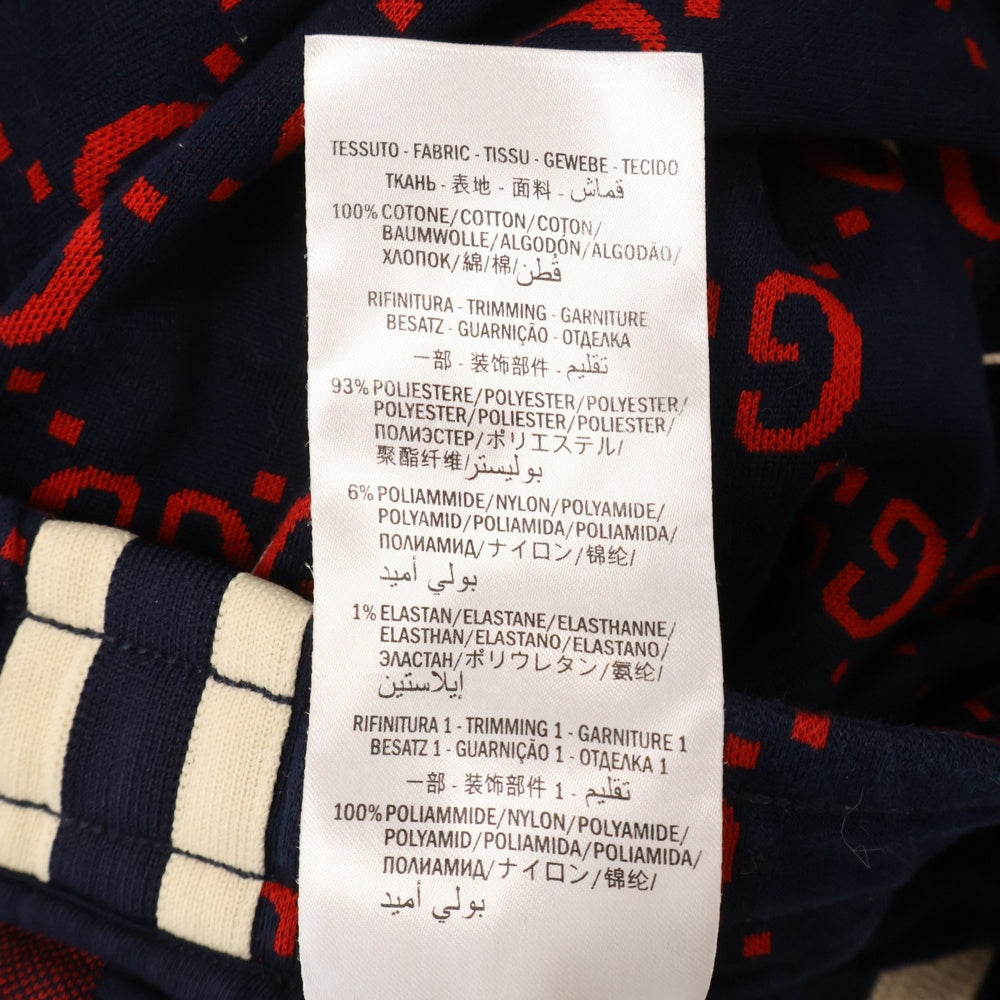 TESSUTO - FABRIC - TISSU - GEWEBE - TECIDO
ТКАНЬ - 表地 - 面料 - قماش
100% COTONE/COTTON/COTON/
BAUMWOLLE/ALGODÓN/ALGODÃO/
ХЛОПОК/綿/棉/قُطن
RIFINITURA - TRIMMING - GARNITURE
BESATZ - GUARNIÇÃO - ОТДЕЛКА
一部 - 装饰部件 - تقليم
93% POLIESTERE/POLYESTER/POLYESTER/
POLYESTER/POLIESTER/POLIESTER/
ПОЛИЭСТЕР/ポリエステル/
聚酯纤维/بوليستر
6% POLIAMMIDE/NYLON/POLYAMIDE/
POLYAMID/POLIAMIDA/POLIAMIDA/
ПОЛИАМИД/ナイロン/锦纶/
بولي أميد
1% ELASTAN/ELASTANE/ELASTHANNE/
ELASTHAN/ELASTANO/ELASTANO/
ЭЛАСТАН/ポリウレタン/氨纶/
إيلاستين
RIFINITURA 1 - TRIMMING 1 - GARNITURE 1
BESATZ 1 - GUARNIÇÃO 1 - ОТДЕЛКА 1
一部 - 装饰部件 1 - تقليم
100% POLIAMMIDE/NYLON/POLYAMIDE/
POLYAMID/POLIAMIDA/POLIAMIDA/
ПОЛИАМИД/ナイロン/锦纶/
بولي أميد